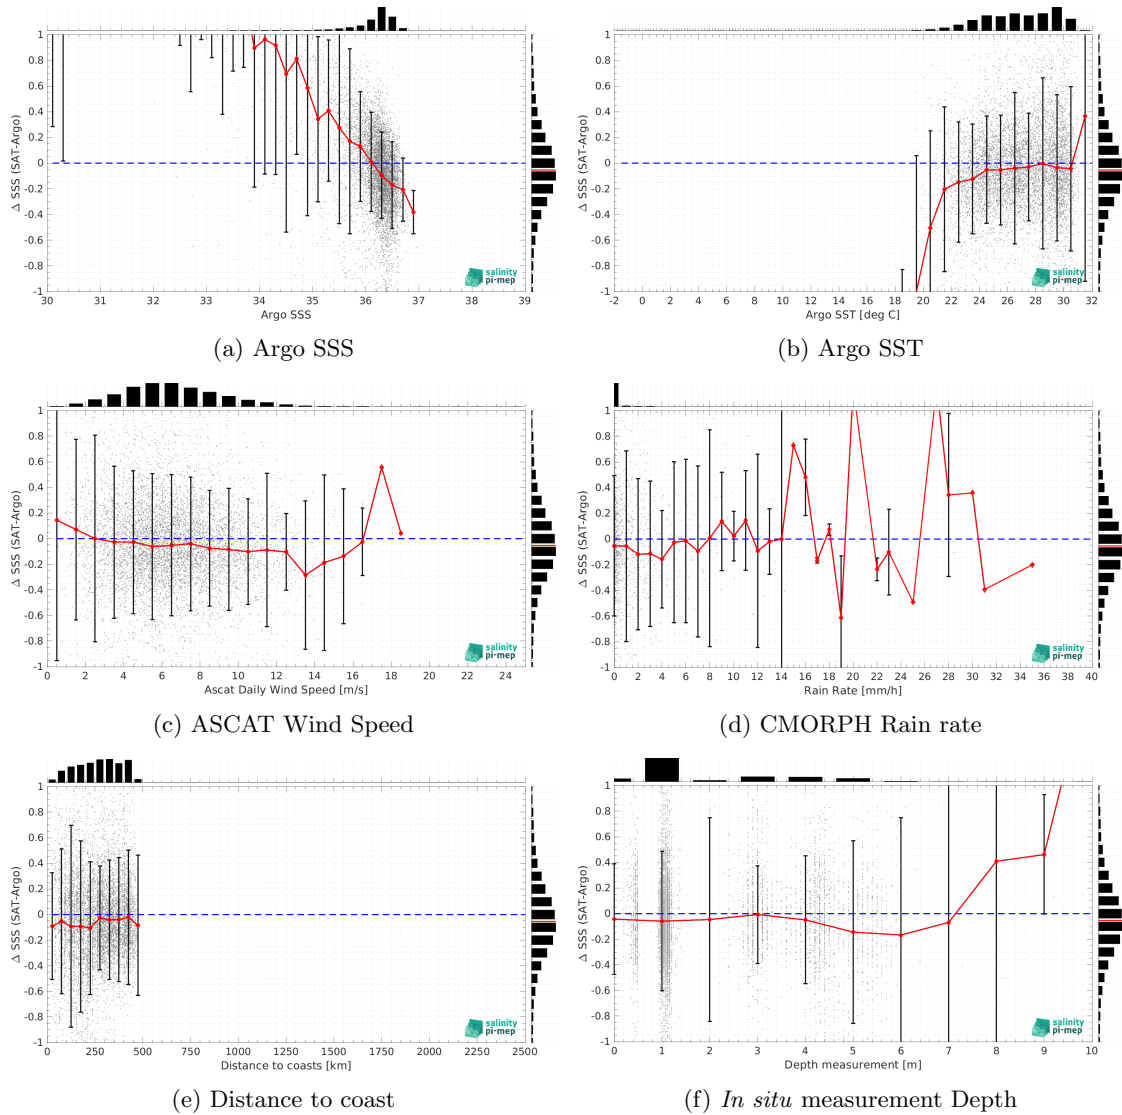 1
0.8
0.6
0.4
0.2
0
-0.2
-0.4
-0.6
-0.8
-1
Δ SSS (SAT-Argo)
salinity
pi-mep
30 31 32 33 34 35 36 37 38 39
Argo SSS
(a) Argo SSS
1
0.8
0.6
0.4
0.2
0
-0.2
-0.4
-0.6
-0.8
-1
Δ SSS (SAT-Argo)
salinity
pi-mep
-2 0 2 4 6 8 10 12 14 16 18 20 22 24 26 28 30 32
Argo SST [deg C]
(b) Argo SST
1
0.8
0.6
0.4
0.2
0
-0.2
-0.4
-0.6
-0.8
-1
Δ SSS (SAT-Argo)
salinity
pi-mep
0 2 4 6 8 10 12 14 16 18 20 22 24
Ascat Daily Wind Speed [m/s]
(c) ASCAT Wind Speed
1
0.8
0.6
0.4
0.2
0
-0.2
-0.4
-0.6
-0.8
-1
Δ SSS (SAT-Argo)
salinity
pi-mep
0 2 4 6 8 10 12 14 16 18 20 22 24 26 28 30 32 34 36 38 40
Rain Rate [mm/h]
(d) CMORPH Rain rate
1
0.8
0.6
0.4
0.2
0
-0.2
-0.4
-0.6
-0.8
-1
Δ SSS (SAT-Argo)
salinity
pi-mep
0 250 500 750 1000 1250 1500 1750 2000 2250 2500
Distance to coasts [km]
(e) Distance to coast
1
0.8
0.6
0.4
0.2
0
-0.2
-0.4
-0.6
-0.8
-1
Δ SSS (SAT-Argo)
salinity
pi-mep
0 1 2 3 4 5 6 7 8 9 10
Depth measurement [m]
(f) In situ measurement Depth